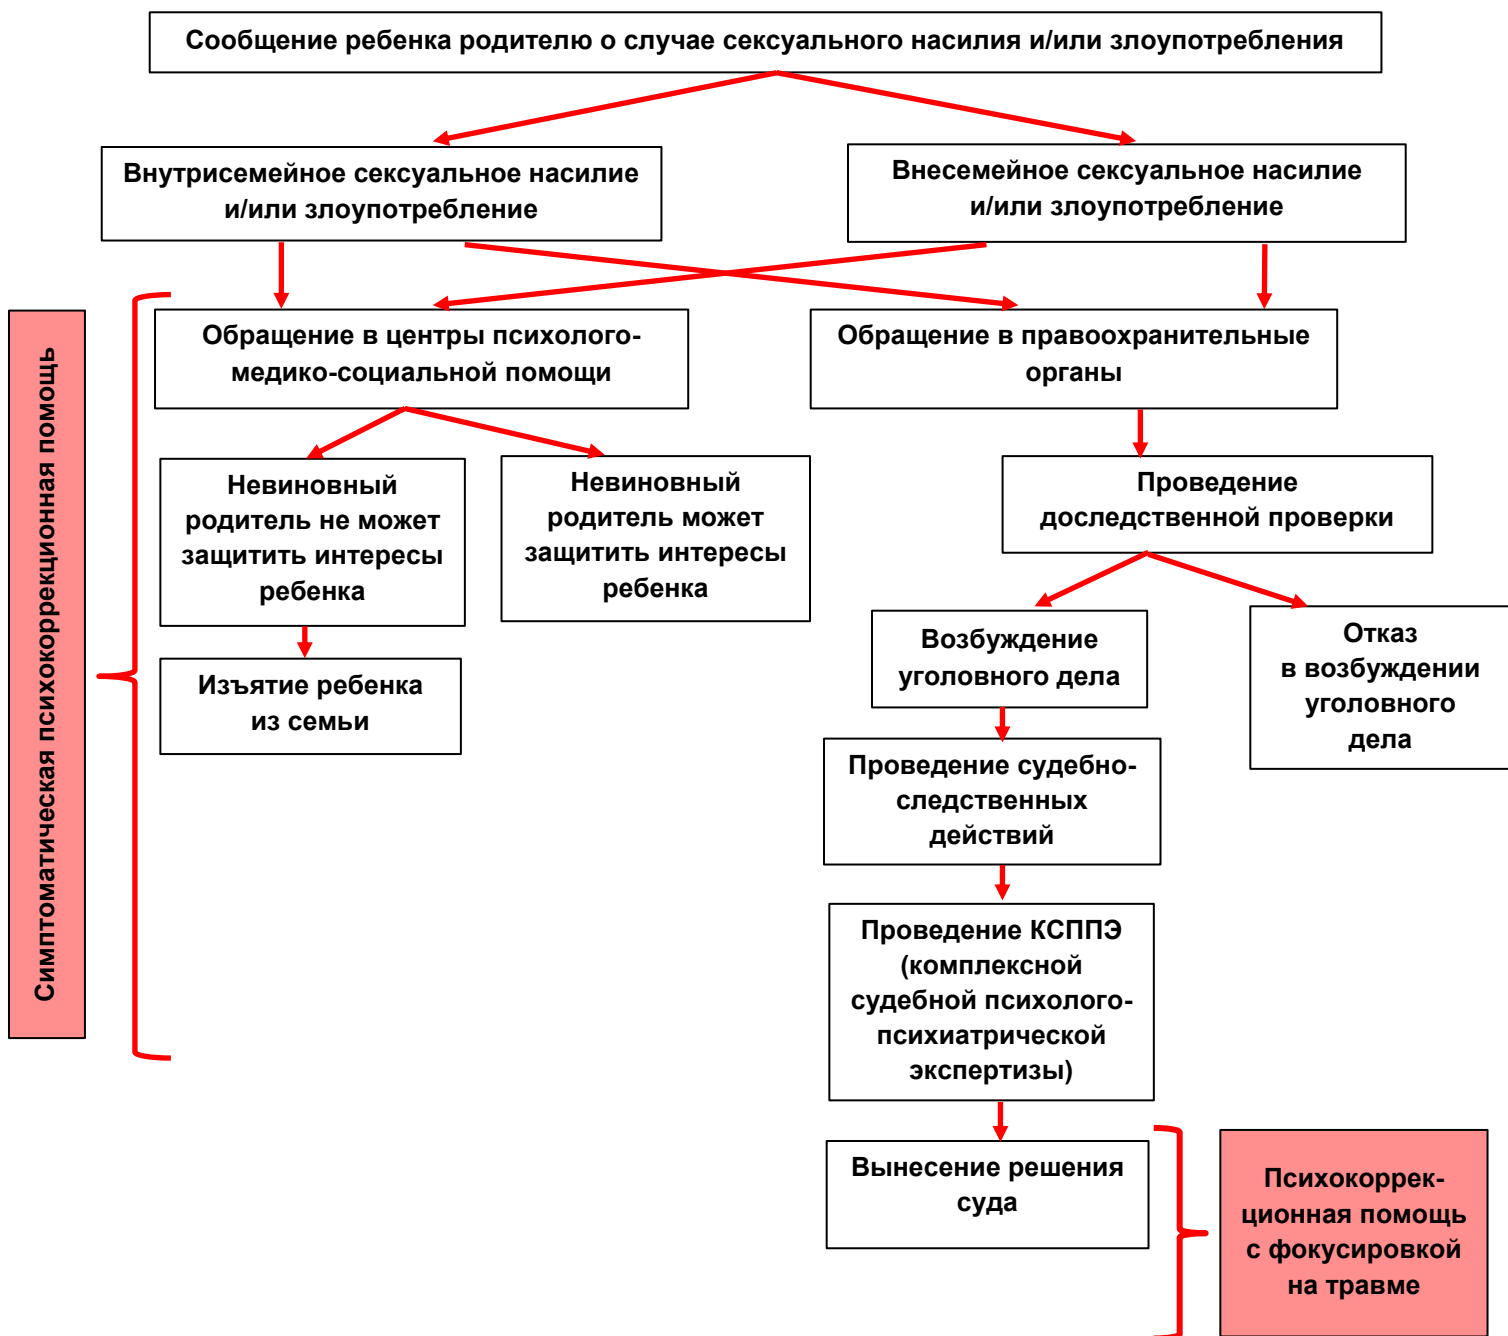 Сообщение ребенка родителю о случае сексуального насилия и/или злоупотребления
Внутрисемейное сексуальное насилие
и/или злоупотребление
Внесемейное сексуальное насилие
и/или злоупотребление
Симптоматическая психокоррекционная помощь
Обращение в центры психолого-
медико-социальной помощи
Обращение в правоохранительные
органы
Невиновный
родитель не может
защитить интересы
ребенка
Невиновный
родитель может
защитить интересы
ребенка
Проведение
доследственной проверки
Изъятие ребенка
из семьи
Возбуждение
уголовного дела
Отказ
в возбуждении
уголовного
дела
Проведение судебно-
следственных
действий
Проведение КСППЭ
(комплексной
судебной психолого-
психиатрической
экспертизы)
Вынесение решения
суда
Психокоррек-
ционная помощь
с фокусировкой
на травме